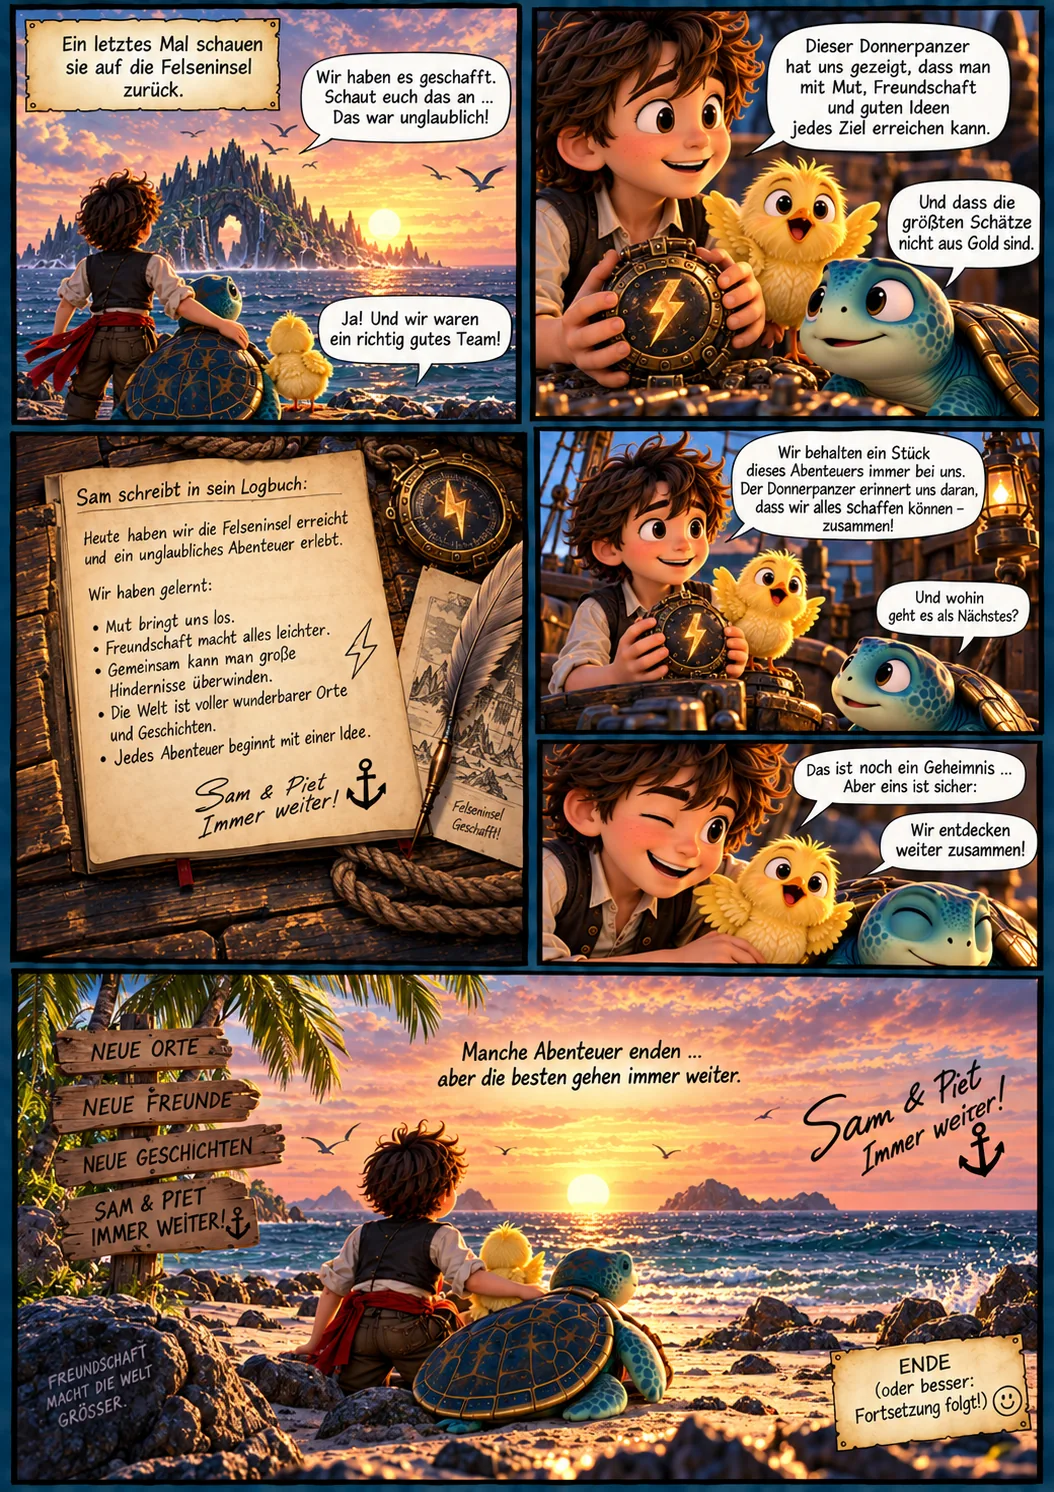 Ein letztes Mal schauen
sie auf die Felseninsel
zurück.
Wir haben es geschafft.
Schaut euch das an ...
Das war unglaublich!
Ja! Und wir waren
ein richtig gutes Team!
Dieser Donnerpanzer
hat uns gezeigt, dass man
mit Mut, Freundschaft
und guten Ideen
jedes Ziel erreichen kann.
Und dass die
größten Schätze
nicht aus Gold sind.
Sam schreibt in sein Logbuch:
Heute haben wir die Felseninsel erreicht
und ein unglaubliches Abenteuer erlebt.
Wir haben gelernt:
• Mut bringt uns los.
• Freundschaft macht alles leichter.
• Gemeinsam kann man große
Hindernisse überwinden.
• Die Welt ist voller wunderbarer Orte
und Geschichten.
• Jedes Abenteuer beginnt mit einer Idee.
Sam & Piet
Immer weiter!
Felseninsel
Geschafft!
Wir behalten ein Stück
dieses Abenteuers immer bei uns.
Der Donnerpanzer erinnert uns daran,
dass wir alles schaffen können –
zusammen!
Und wohin
geht es als Nächstes?
Das ist noch ein Geheimnis ...
Aber eins ist sicher:
Wir entdecken
weiter zusammen!
NEUE ORTE
NEUE FREUNDE
NEUE GESCHICHTEN
SAM & PIET
IMMER WEITER!
Manche Abenteuer enden ...
aber die besten gehen immer weiter.
Sam & Piet
Immer weiter!
FREUNDSCHAFT
MACHT DIE WELT
GRÖSSER.
ENDE
(oder besser:
Fortsetzung folgt!)